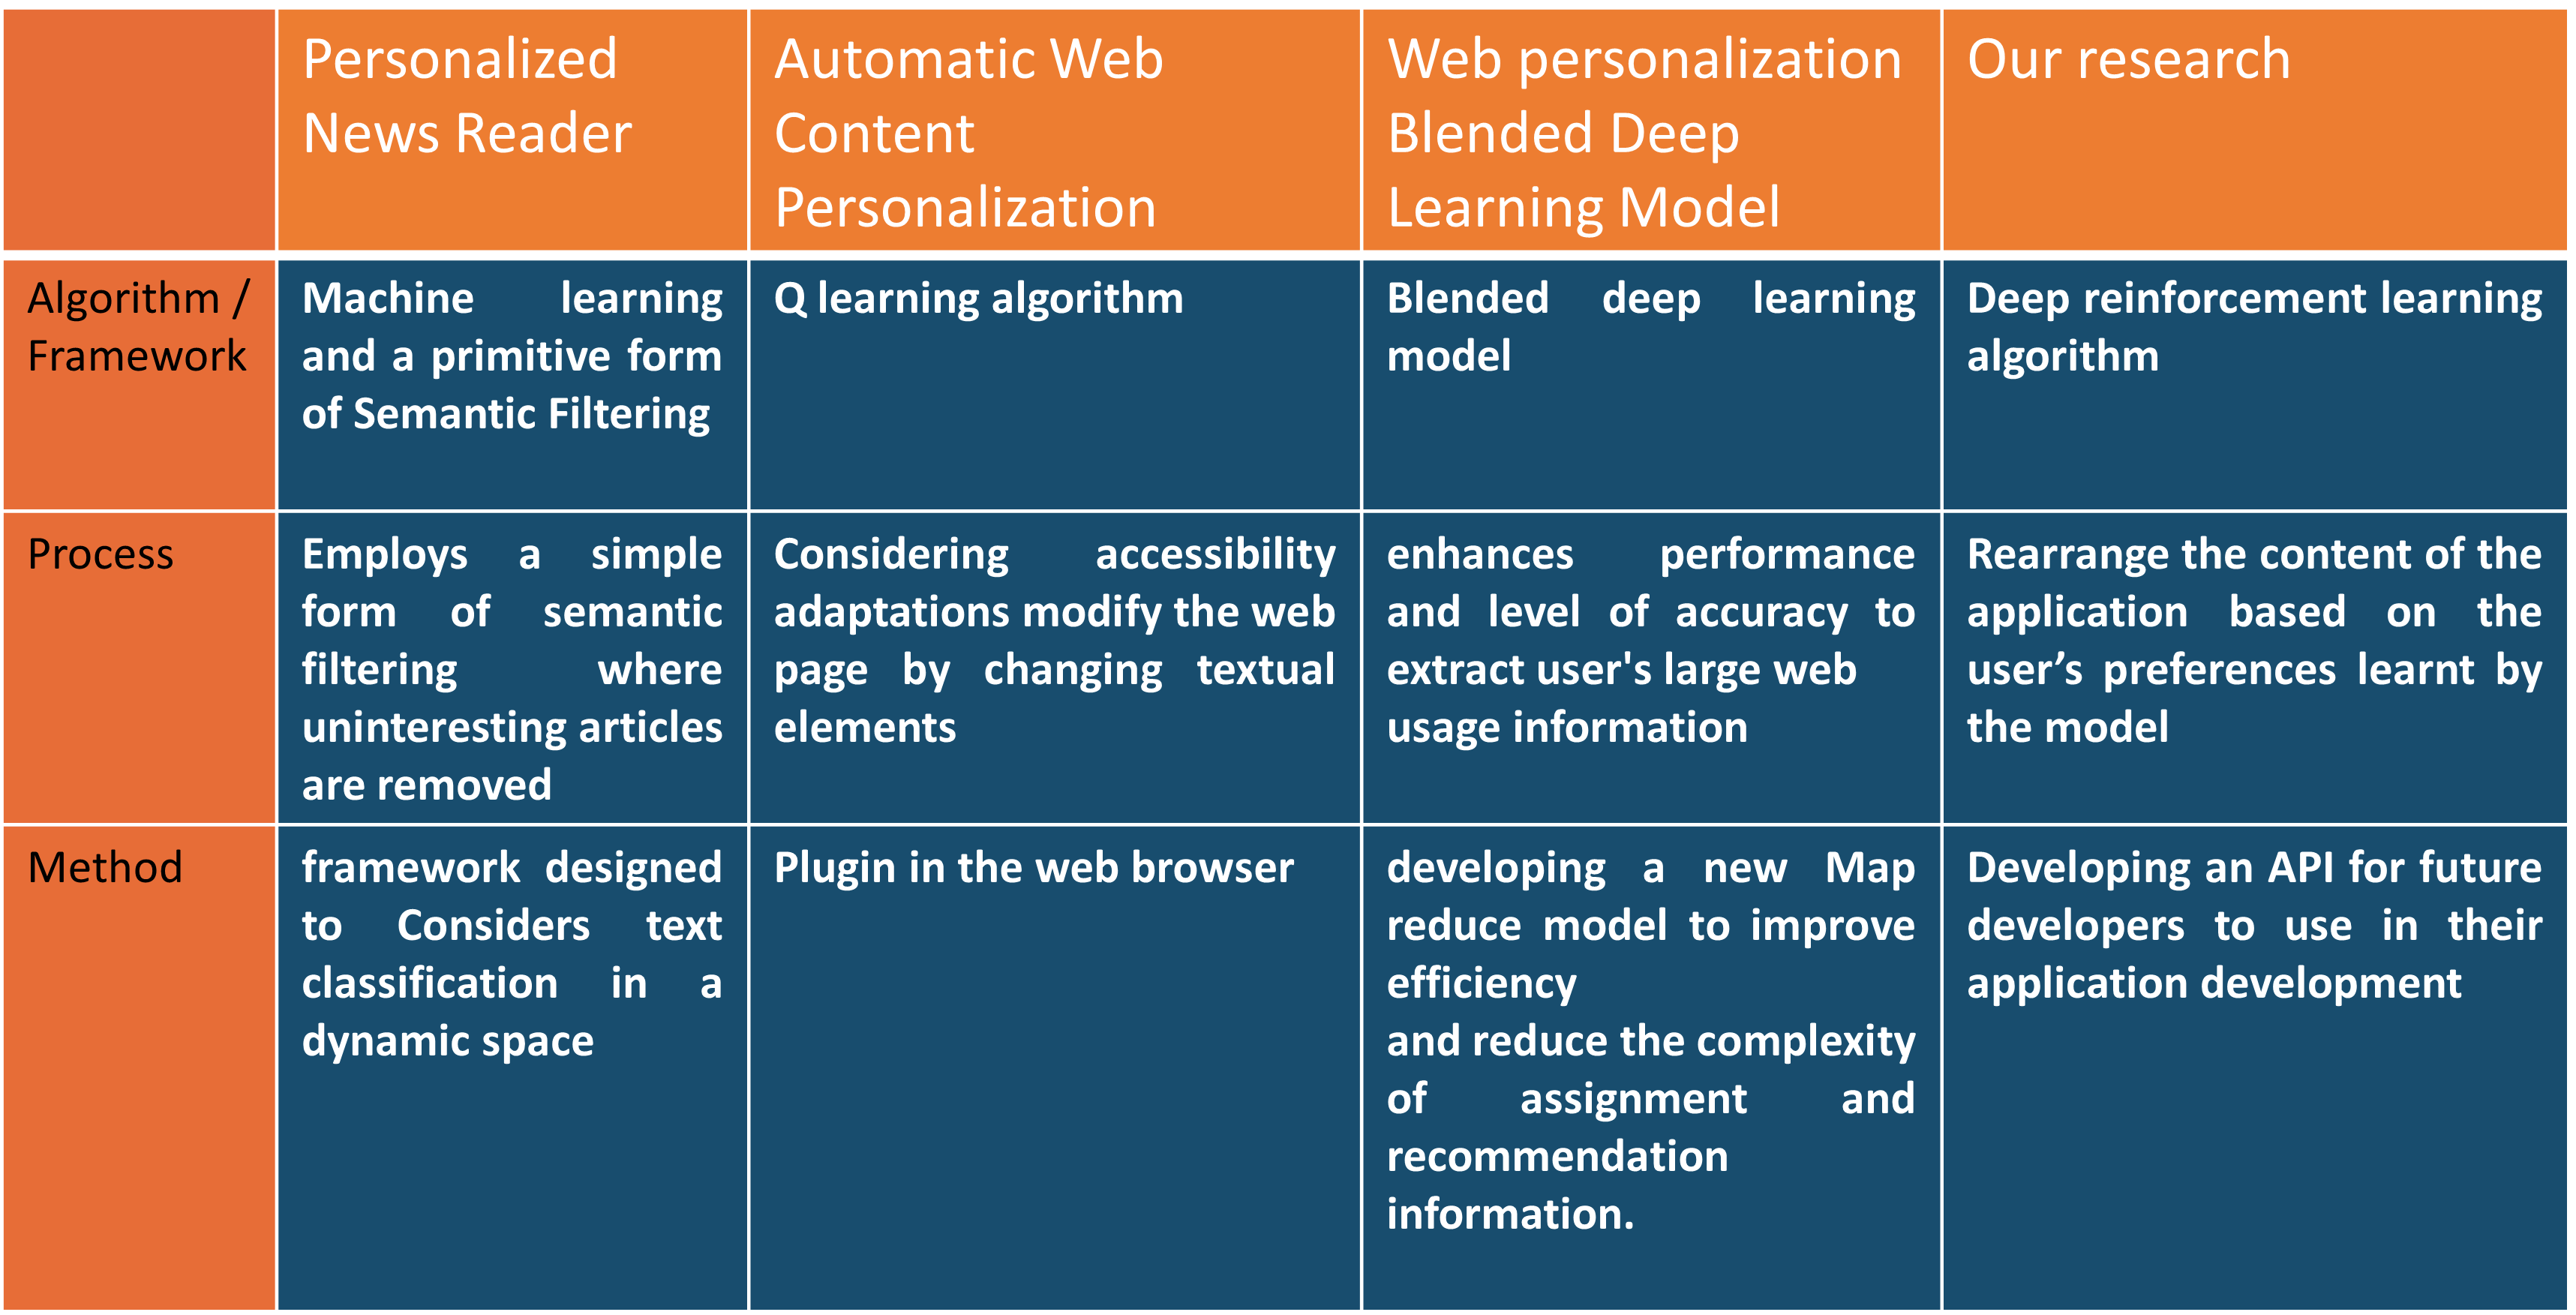 Personalized
News Reader
Automatic Web
Content
Personalization
Web personalization
Blended Deep
Learning Model
Our research
Algorithm /
Framework
Machine learning
and a primitive form
of Semantic Filtering
Q learning algorithm
Blended deep learning
model
Deep reinforcement learning
algorithm
Process
Employs a simple
form of semantic
filtering where
uninteresting articles
are removed
Considering accessibility
adaptations modify the web
page by changing textual
elements
enhances performance
and level of accuracy to
extract user's large web
usage information
Rearrange the content of the
application based on the
user’s preferences learnt by
the model
Method
framework designed
to Considers text
classification in a
dynamic space
Plugin in the web browser
developing a new Map
reduce model to improve
efficiency
and reduce the complexity
of assignment and
recommendation
information.
Developing an API for future
developers to use in their
application development